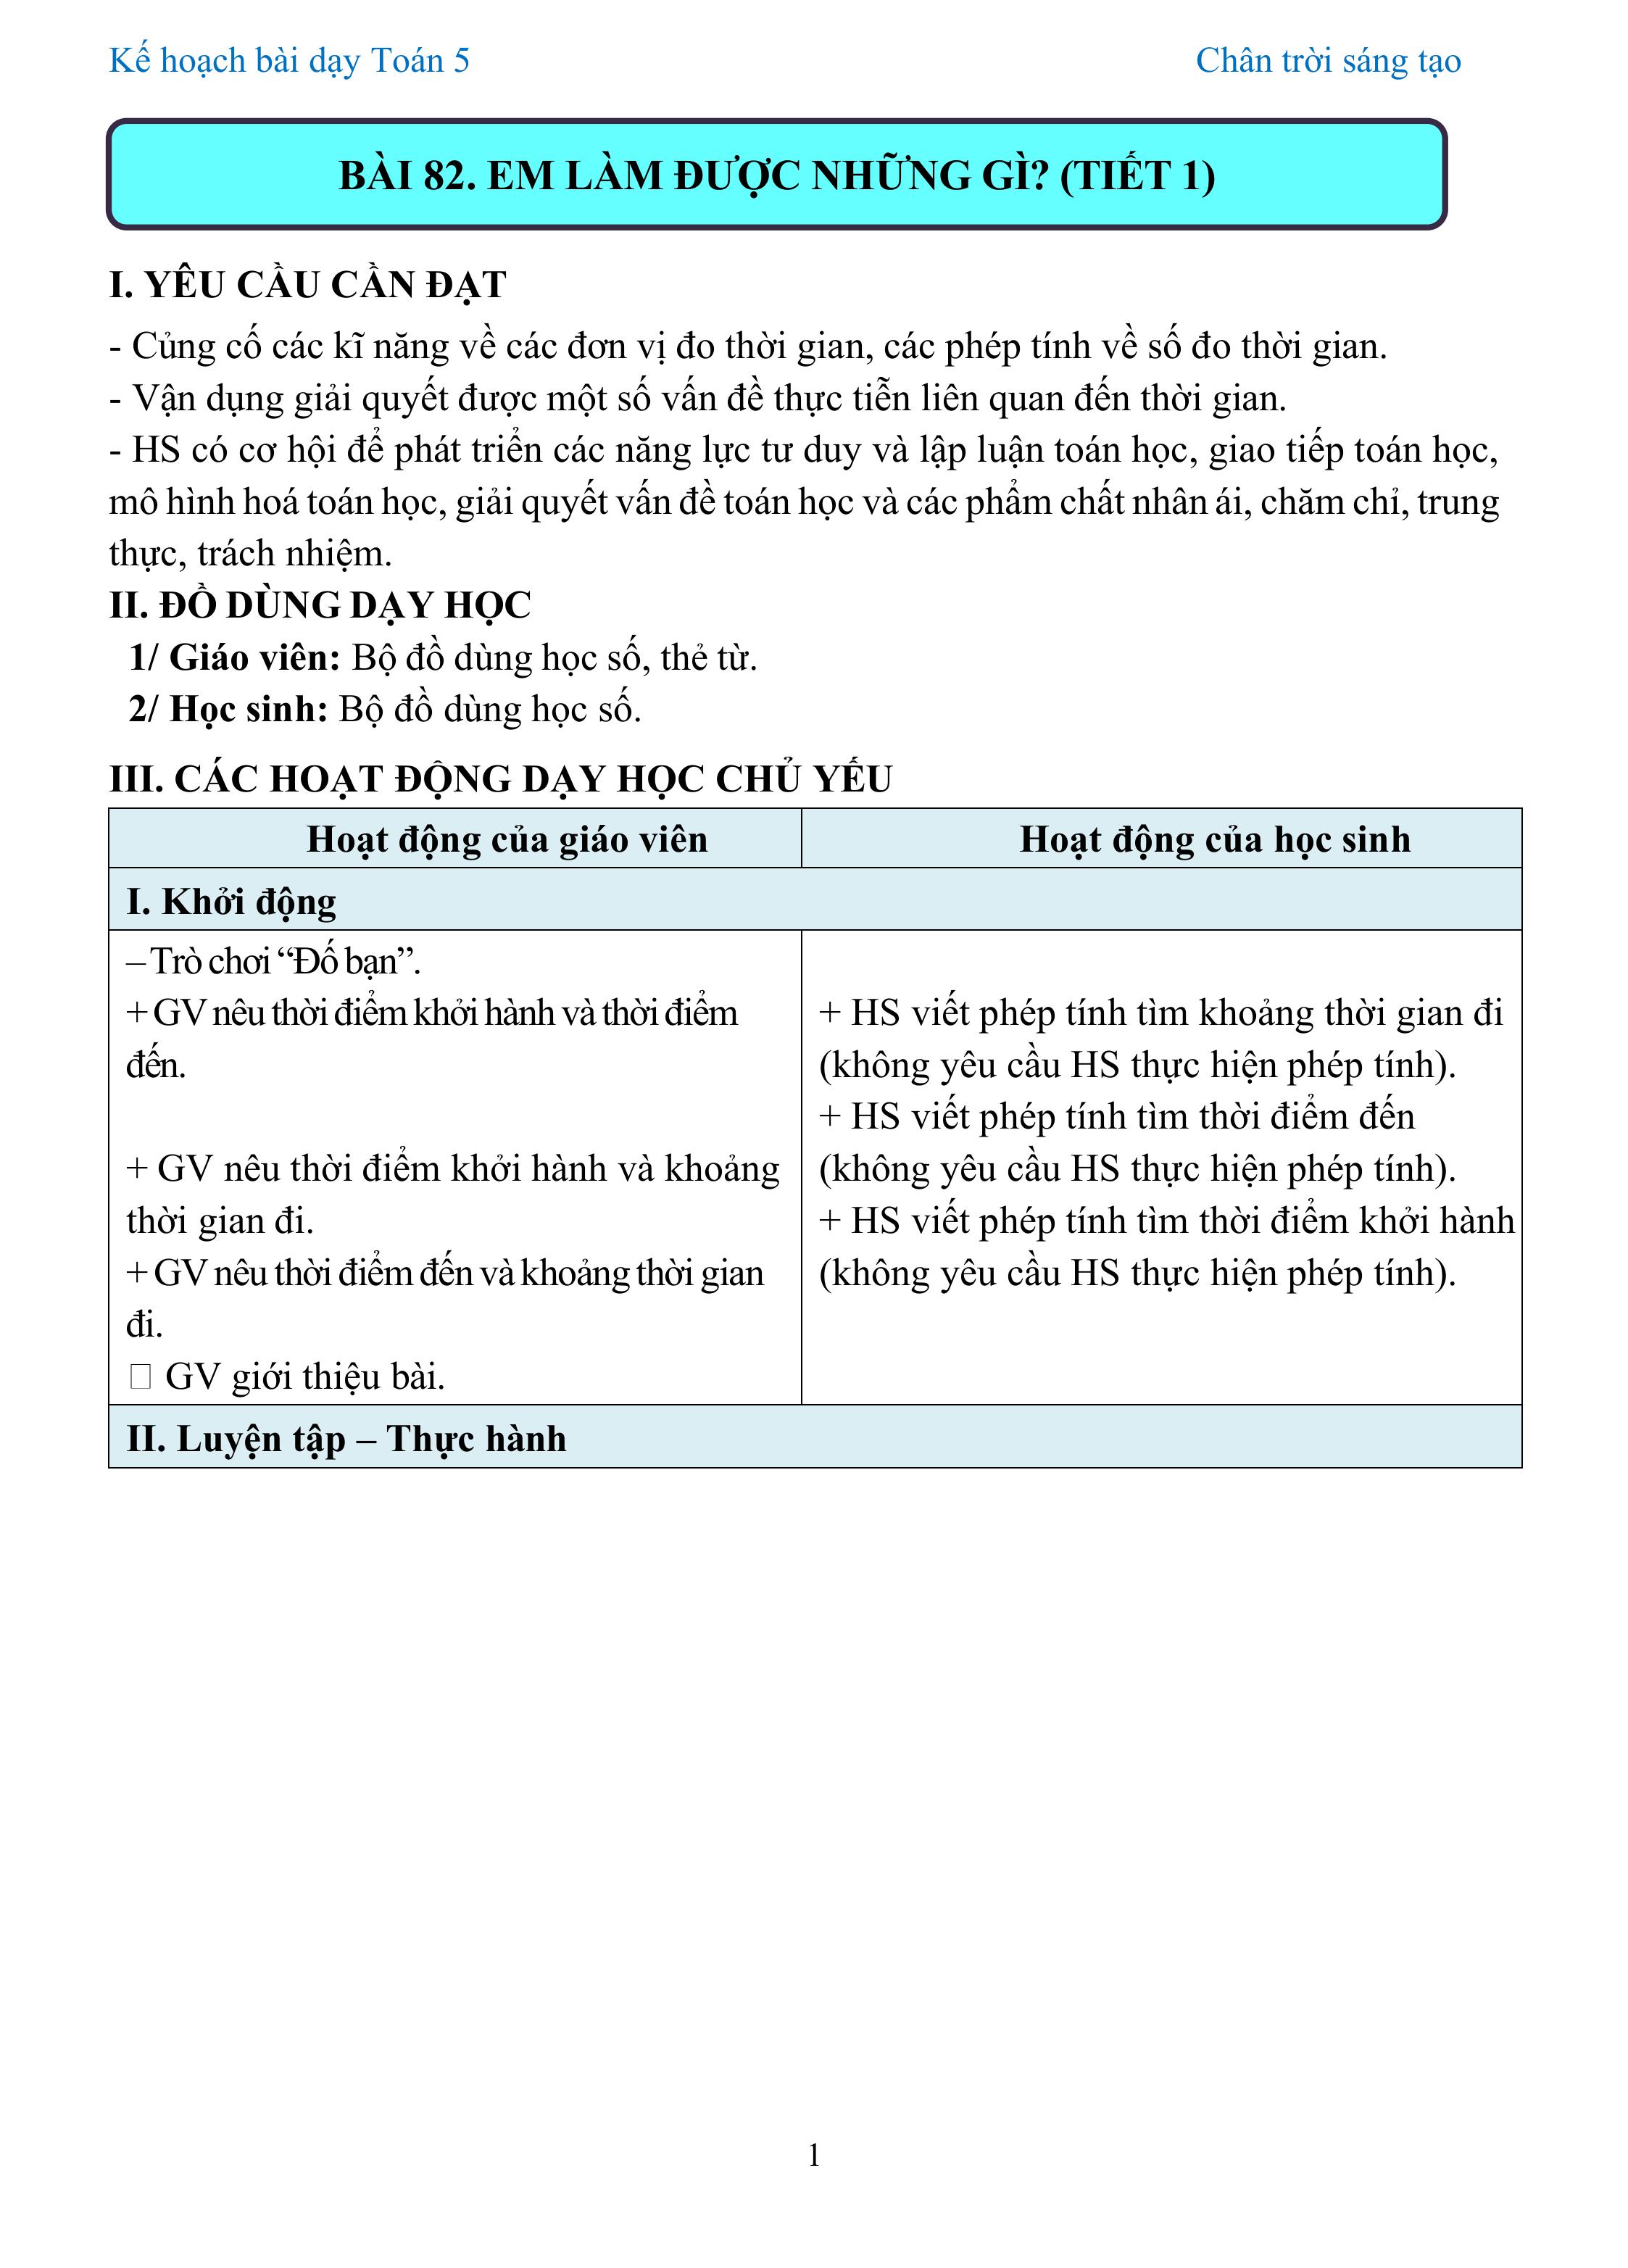 Kế hoạch bài dạy Toán 5 Chân trời sáng tạo
BÀI 82. EM LÀM ĐƯỢC NHỮNG GÌ? (TIẾT 1)
I. YÊU CẦU CẦN ĐẠT
- Củng cố các kĩ năng về các đơn vị đo thời gian, các phép tính về số đo thời gian.
- Vận dụng giải quyết được một số vấn đề thực tiễn liên quan đến thời gian.
- HS có cơ hội để phát triển các năng lực tư duy và lập luận toán học, giao tiếp toán học,
mô hình hoá toán học, giải quyết vấn đề toán học và các phẩm chất nhân ái, chăm chỉ, trung
thực, trách nhiệm.
II. ĐỒ DÙNG DẠY HỌC
1/ Giáo viên: Bộ đồ dùng học số, thẻ từ.
2/ Học sinh: Bộ đồ dùng học số.
III. CÁC HOẠT ĐỘNG DẠY HỌC CHỦ YẾU
Hoạt động của giáo viên
Hoạt động của học sinh
I. Khởi động
– Trò chơi “Đố bạn”.
+ GV nêu thời điểm khởi hành và thời điểm
đến.
+ GV nêu thời điểm khởi hành và khoảng
thời gian đi.
+ GV nêu thời điểm đến và khoảng thời gian
đi.
 GV giới thiệu bài.
+ HS viết phép tính tìm khoảng thời gian đi
(không yêu cầu HS thực hiện phép tính).
+ HS viết phép tính tìm thời điểm đến
(không yêu cầu HS thực hiện phép tính).
+ HS viết phép tính tìm thời điểm khởi hành
(không yêu cầu HS thực hiện phép tính).
II. Luyện tập – Thực hành
1